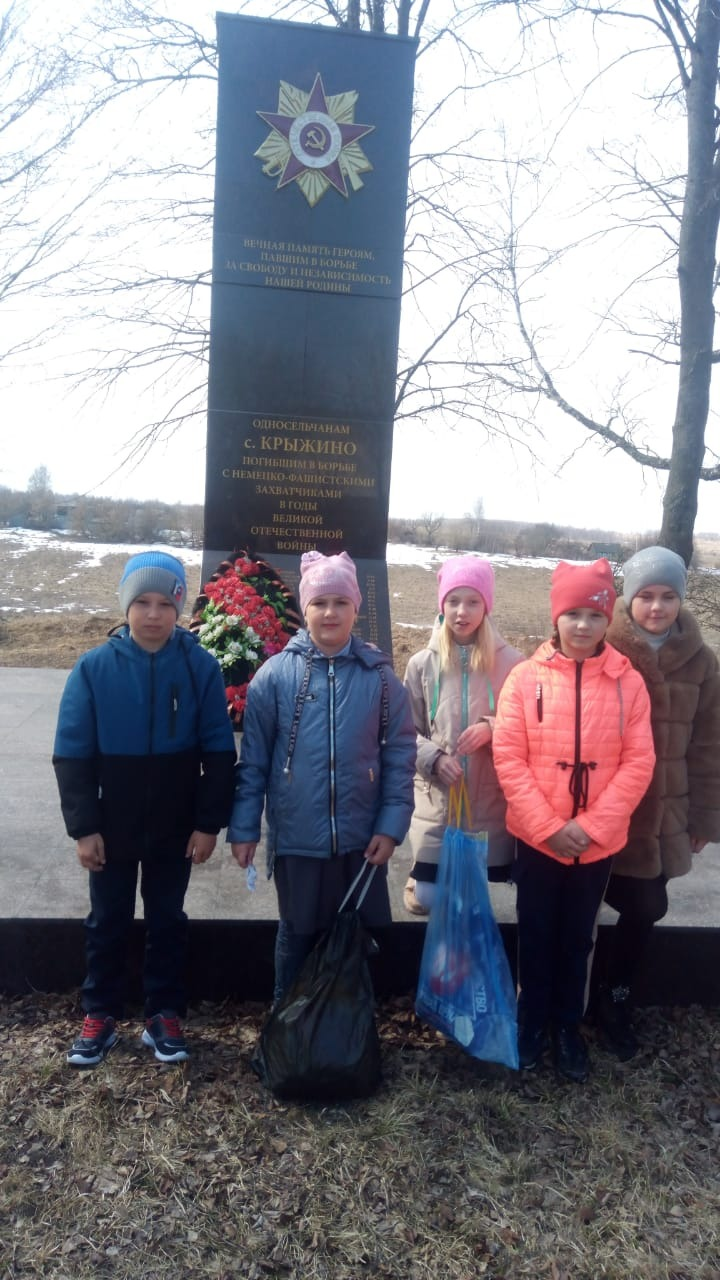 ВЕЧНАЯ ПАМЯТЬ ГЕРОЯМ,
ПАВШИМ В БОРЬБЕ
ЗА СВОБОДУ И НЕЗАВИСИМОСТЬ
НАШЕЙ РОДИНЫ
ОДНОСЕЛЬЧАНАМ
с. КРЫЖИНО
ПОГИБШИМ В БОРЬБЕ
С НЕМЕЦКО-ФАШИСТСКИМИ
ЗАХВАТЧИКАМИ
В ГОДЫ
ВЕЛИКОЙ
ОТЕЧЕСТВЕННОЙ
ВОЙНЫ